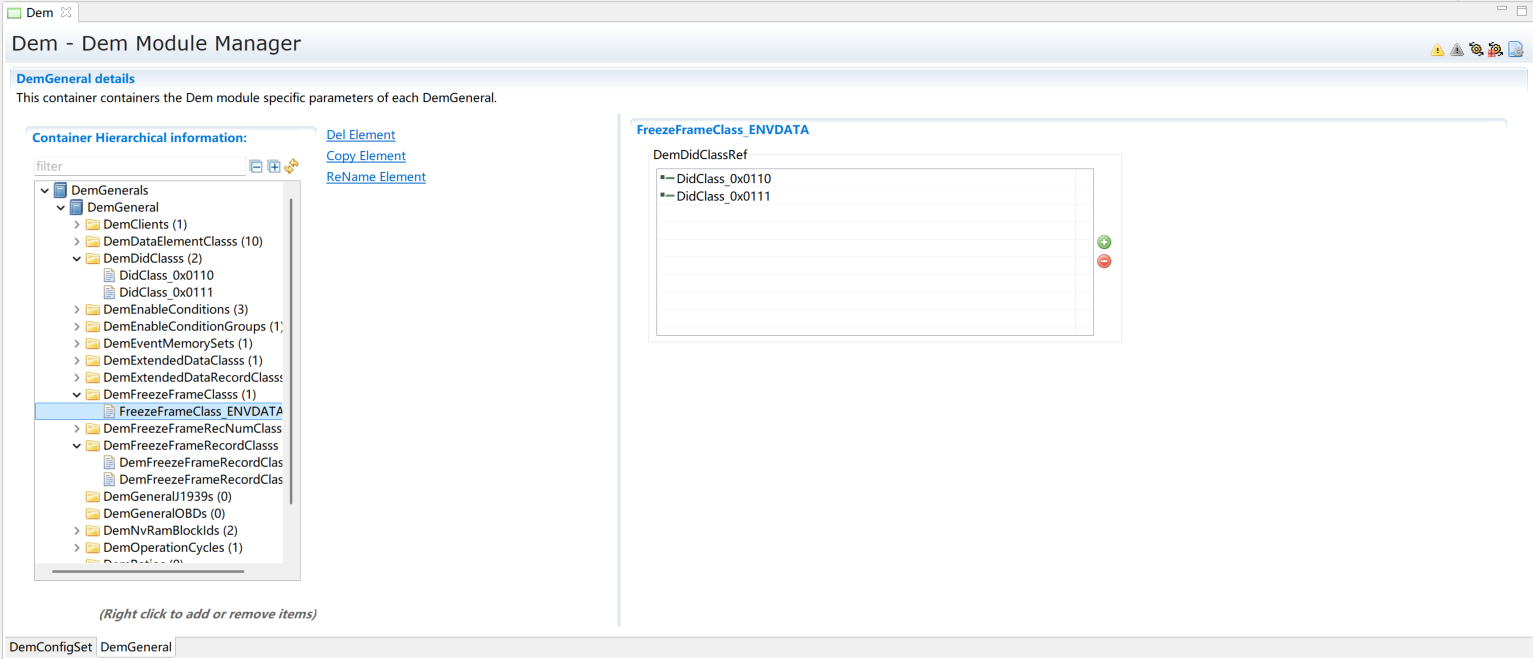 Dem
Dem - Dem Module Manager
DemGeneral details
This container containers the Dem module specific parameters of each DemGeneral.
Container Hierarchical information:
filter
DemGenerals
DemGeneral
DemClients (1)
DemDataElementClasss (10)
DemDidClasss (2)
DidClass_0x0110
DidClass_0x0111
DemEnableConditions (3)
DemEnableConditionGroups (1)
DemEventMemorySets (1)
DemExtendedDataClasss (1)
DemExtendedDataRecordClasss
DemFreezeFrameClasss (1)
FreezeFrameClass_ENVDATA
DemFreezeFrameRecNumClass
DemFreezeFrameRecordClasss
DemFreezeFrameRecordClas
DemFreezeFrameRecordClas
DemGeneralJ1939s (0)
DemGeneralOBDs (0)
DemNvRamBlockIds (2)
DemOperationCycles (1)
(Right click to add or remove items)
Del Element
Copy Element
ReName Element
FreezeFrameClass_ENVDATA
DemDidClassRef
DidClass_0x0110
DidClass_0x0111
DemConfigSet
DemGeneral